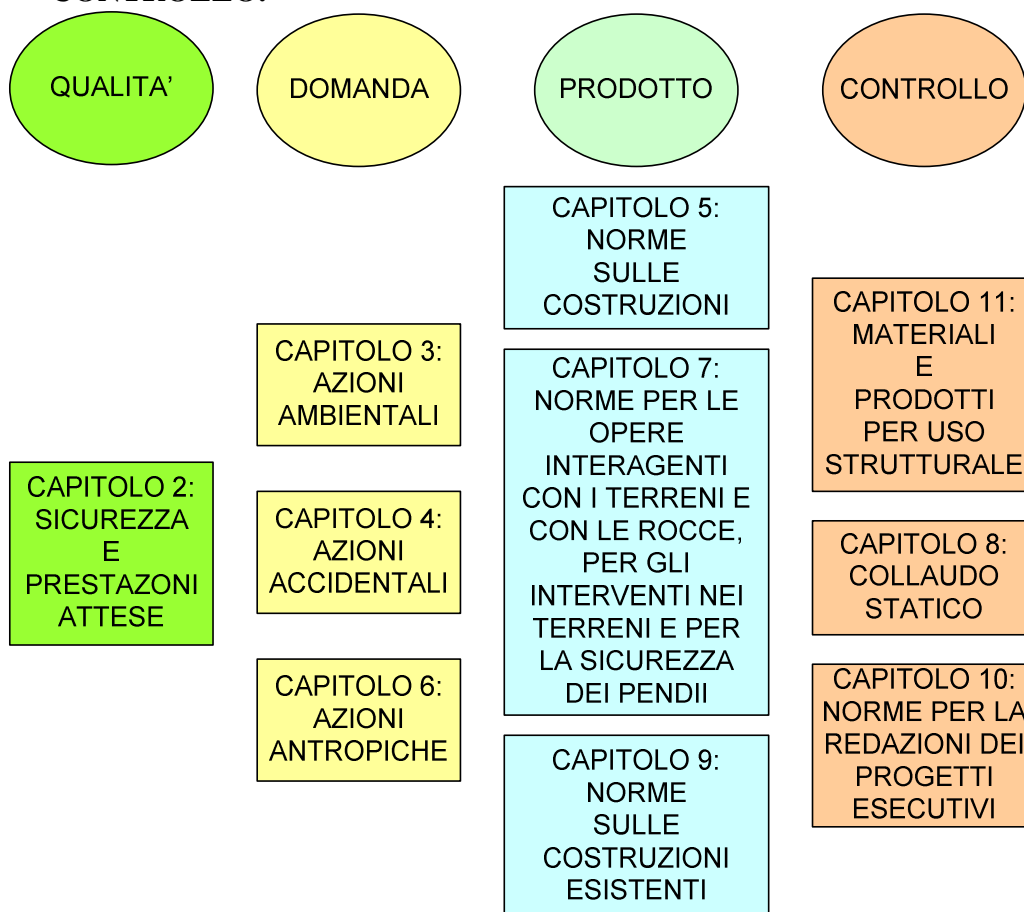 CONTROLLO.
QUALITA'
DOMANDA
PRODOTTO
CONTROLLO
CAPITOLO 2:
SICUREZZA
E
PRESTAZONI
ATTESE
CAPITOLO 3:
AZIONI
AMBIENTALI
CAPITOLO 4:
AZIONI
ACCIDENTALI
CAPITOLO 6:
AZIONI
ANTROPICHE
CAPITOLO 5:
NORME
SULLE
COSTRUZIONI
CAPITOLO 7:
NORME PER LE
OPERE
INTERAGENTI
CON I TERRENI E
CON LE ROCCE,
PER GLI
INTERVENTI NEI
TERRENI E PER
LA SICUREZZA
DEI PENDII
CAPITOLO 9:
NORME
SULLE
COSTRUZIONI
ESISTENTI
CAPITOLO 11:
MATERIALI
E
PRODOTTI
PER USO
STRUTTURALE
CAPITOLO 8:
COLLAUDO
STATICO
CAPITOLO 10:
NORME PER LA
REDAZIONI DEI
PROGETTI
ESECUTIVI